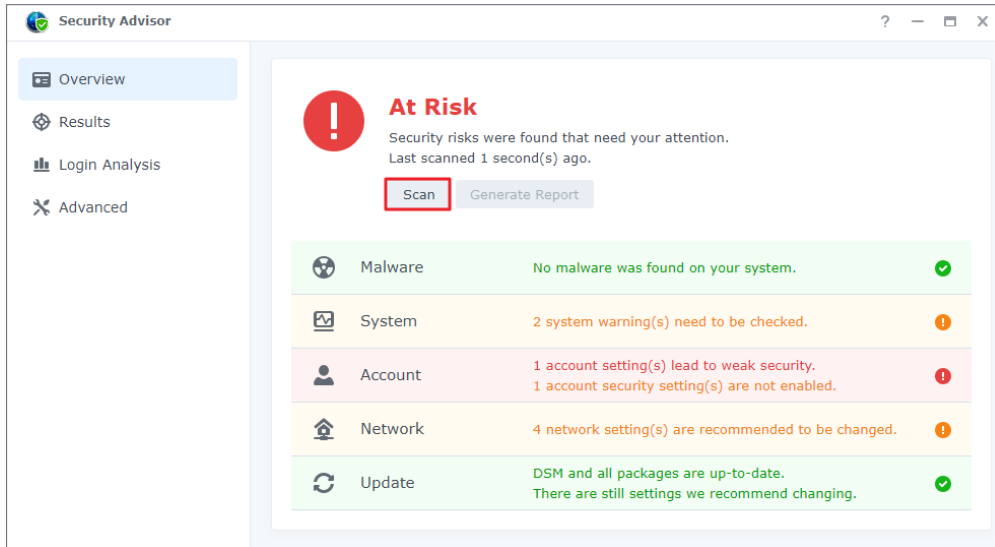 Security Advisor
?
Overview
Results
Login Analysis
Advanced
At Risk
Security risks were found that need your attention.
Last scanned 1 second(s) ago.
Scan Generate Report
Malware No malware was found on your system.
System 2 system warning(s) need to be checked.
Account 1 account setting(s) lead to weak security.
1 account security setting(s) are not enabled.
Network 4 network setting(s) are recommended to be changed.
Update DSM and all packages are up-to-date.
There are still settings we recommend changing.